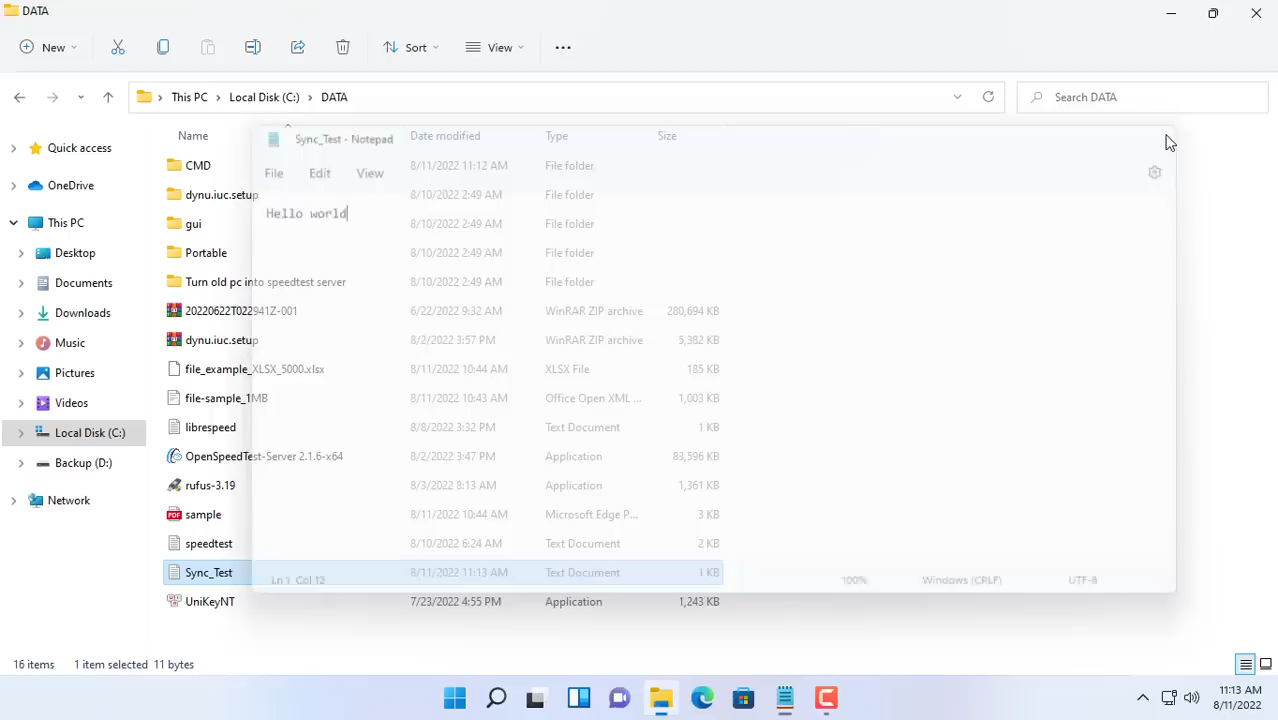 DATA
New
Sort
View
This PC > Local Disk (C:) > DATA
Search DATA
Name Date modified Type Size
Quick access
OneDrive
This PC
Desktop
Documents
Downloads
Music
Pictures
Videos
Local Disk (C:)
Backup (D:)
Network
CMD 8/11/2022 11:12 AM File folder
dynu.iuc.setup 8/10/2022 2:49 AM File folder
gui 8/10/2022 2:49 AM File folder
Portable 8/10/2022 2:49 AM File folder
Turn old pc into speedtest server 8/10/2022 2:49 AM File folder
20220622T022941Z-001 6/22/2022 9:32 AM WinRAR ZIP archive 280,694 KB
dynu.iuc.setup 8/2/2022 3:57 PM WinRAR ZIP archive 5,382 KB
file_example_XLSX_5000.xlsx 8/11/2022 10:44 AM XLSX File 185 KB
file-sample_1MB 8/11/2022 10:43 AM Office Open XML ... 1,003 KB
librespeed 8/8/2022 3:32 PM Text Document 1 KB
OpenSpeedTest-Server 2.1.6-x64 8/2/2022 3:47 PM Application 83,596 KB
rufus-3.19 8/3/2022 8:13 AM Application 1,361 KB
sample 8/11/2022 10:44 AM Microsoft Edge P... 3 KB
speedtest 8/10/2022 6:24 AM Text Document 2 KB
Sync_Test 8/11/2022 11:13 AM Text Document 1 KB
UniKeyNT 7/23/2022 4:55 PM Application 1,243 KB
Sync_Test - Notepad
File Edit View
Hello world
Ln 1, Col 12 100% Windows (CRLF) UTF-8
16 items 1 item selected 11 bytes
11:13 AM
8/11/2022